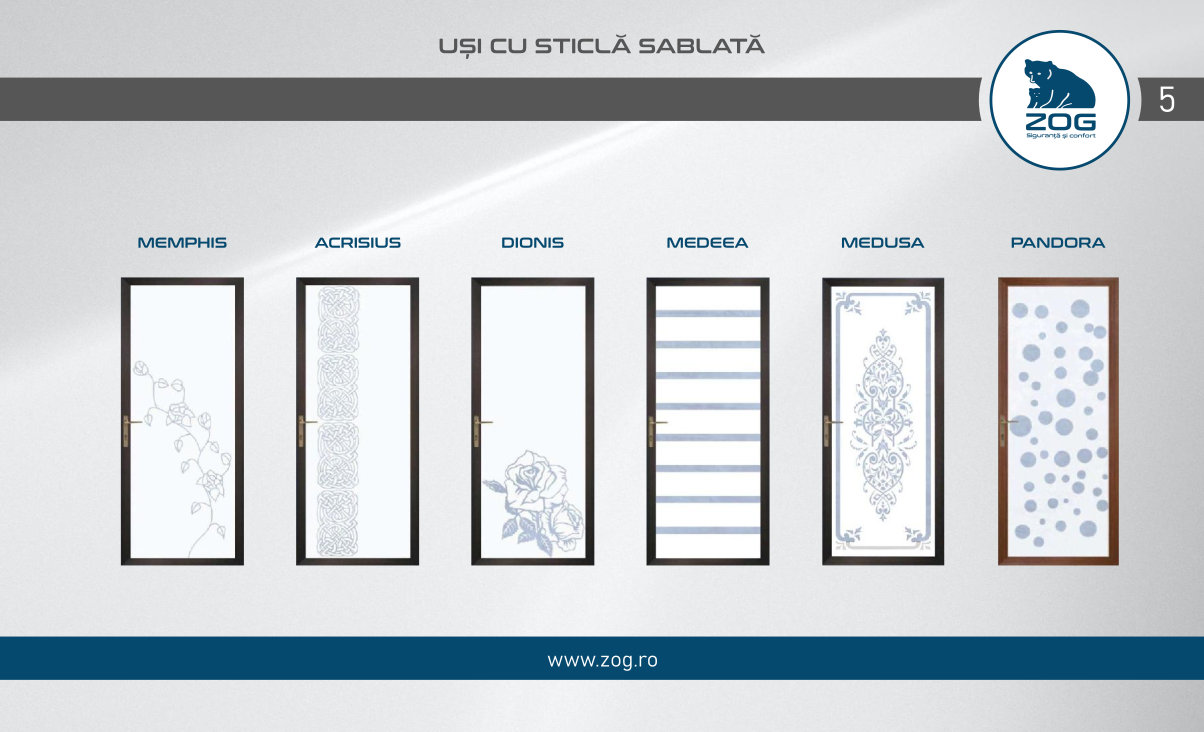 UȘI CU STICLĂ SABLATĂ
5
ZOG
Siguranță și confort
MEMPHIS ACRISIUS DIONIS MEDEEA MEDUSA PANDORA
www.zog.ro